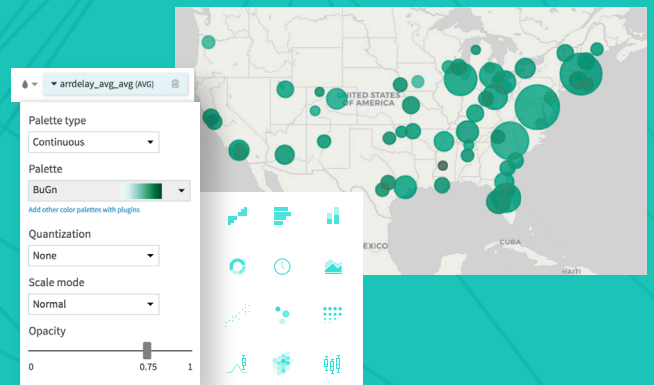 arrdelay_avg_avg (AVG)
Palette type
Continuous
Palette
BuGn
Add other color palettes with plugins
Quantization
None
Scale mode
Normal
Opacity
0
0.75
1
UNITED STATES
OF AMERICA
EXICO
CUBA
HAITI